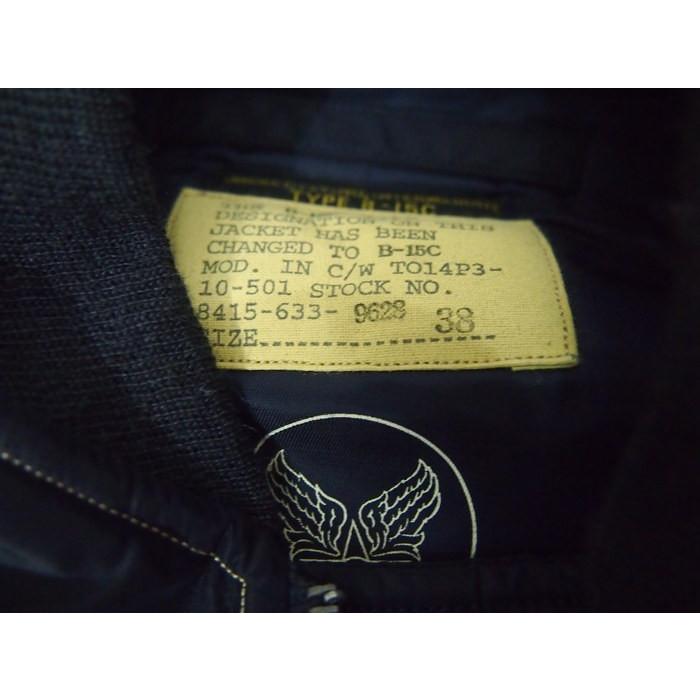 TYPE B-15C
DESIGNATION ON THIS
JACKET HAS BEEN
CHANGED TO B-15C
MOD. IN C/W TO14P3-
10-501 STOCK NO.
8415-633- 9628
SIZE 38